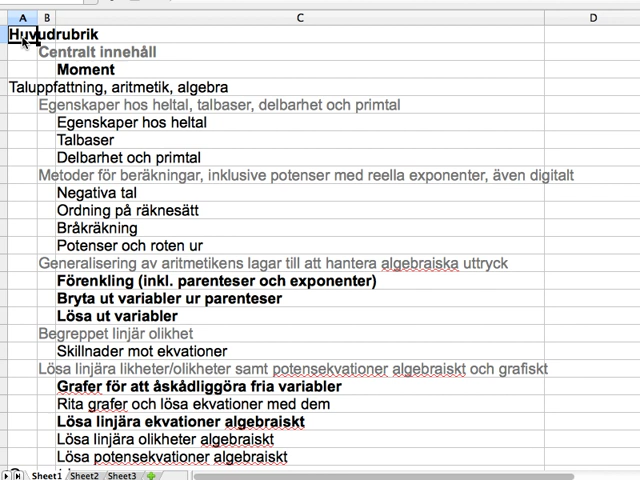 A B C D
Huvudrubrik
Centralt innehåll
Moment
Taluppfattning, aritmetik, algebra
Egenskaper hos heltal, talbaser, delbarhet och primtal
Egenskaper hos heltal
Talbaser
Delbarhet och primtal
Metoder för beräkningar, inklusive potenser med reella exponenter, även digitalt
Negativa tal
Ordning på räknesätt
Bråkräkning
Potenser och roten ur
Generalisering av aritmetikens lagar till att hantera algebraiska uttryck
Förenkling (inkl. parenteser och exponenter)
Bryta ut variabler ur parenteser
Lösa ut variabler
Begreppet linjär olikhet
Skillnader mot ekvationer
Lösa linjära likheter/olikheter samt potensekvationer algebraiskt och grafiskt
Grafer för att åskådliggöra fria variabler
Rita grafer och lösa ekvationer med dem
Lösa linjära ekvationer algebraiskt
Lösa linjära olikheter algebraiskt
Lösa potensekvationer algebraiskt
Sheet1 Sheet2 Sheet3